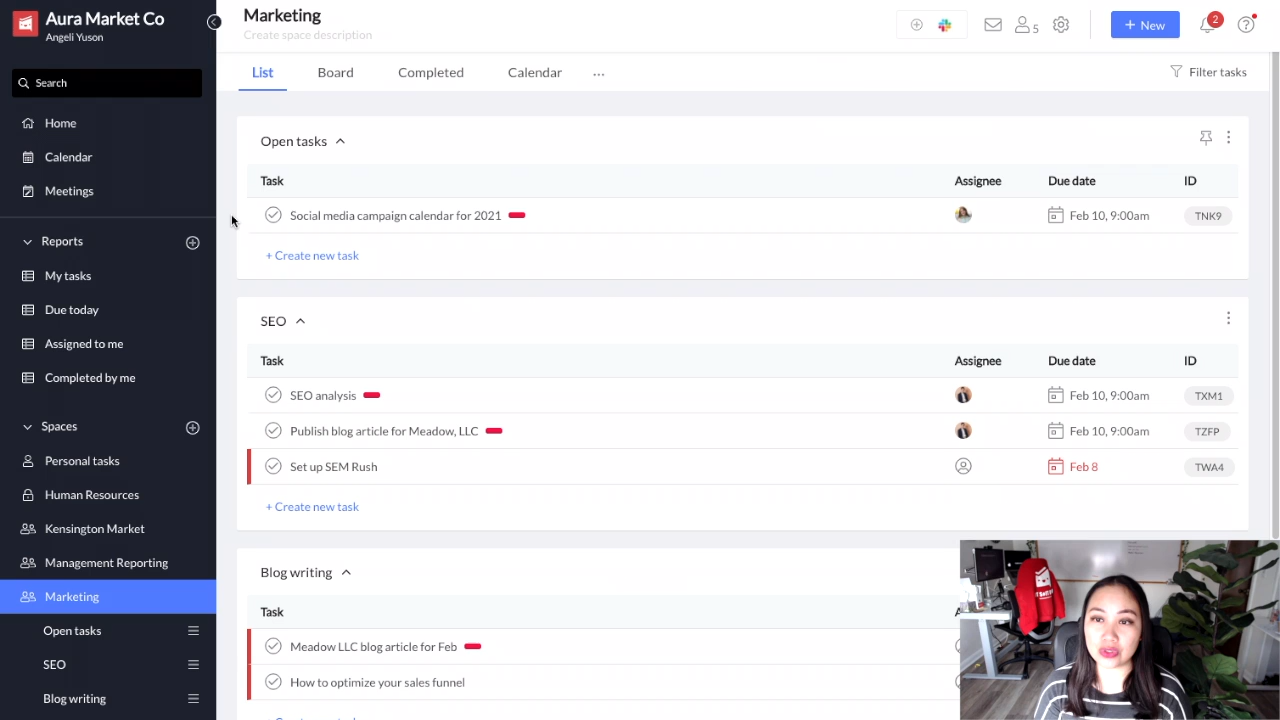 Aura Market Co
Angeli Yuson
Search
Home
Calendar
Meetings
Reports
My tasks
Due today
Assigned to me
Completed by me
Spaces
Personal tasks
Human Resources
Kensington Market
Management Reporting
Marketing
Open tasks
SEO
Blog writing
Marketing
Create space description
5
+ New
2
List
Board
Completed
Calendar
...
Filter tasks
Open tasks
Task Assignee Due date ID
Social media campaign calendar for 2021 Feb 10, 9:00am TNK9
+ Create new task
SEO
Task Assignee Due date ID
SEO analysis Feb 10, 9:00am TXM1
Publish blog article for Meadow, LLC Feb 10, 9:00am TZFP
Set up SEM Rush Feb 8 TWA4
+ Create new task
Blog writing
Task
Meadow LLC blog article for Feb
How to optimize your sales funnel